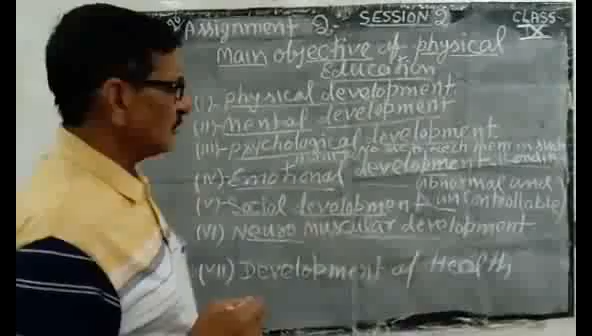 Assignment 2. SESSION 2 CLASS IX
Main objective of physical
Education
(I) physical development
(II) mental development
(III) psychological development
(IV) Emotional development
(abnormal and
(V) Social development uncontrollable)
(VI) Neuro muscular development
(VII) Development of Health